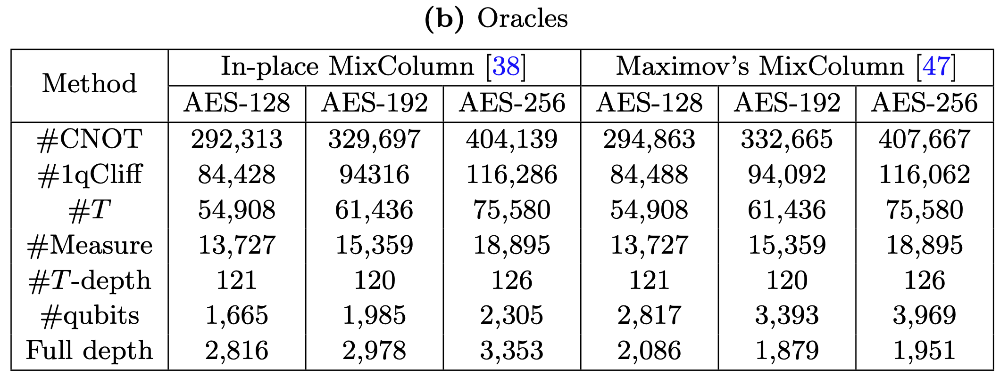 (b) Oracles
Method In-place MixColumn [38] Maximov's MixColumn [47]
AES-128 AES-192 AES-256 AES-128 AES-192 AES-256
#CNOT 292,313 329,697 404,139 294,863 332,665 407,667
#1qCliff 84,428 94316 116,286 84,488 94,092 116,062
#T 54,908 61,436 75,580 54,908 61,436 75,580
#Measure 13,727 15,359 18,895 13,727 15,359 18,895
#T-depth 121 120 126 121 120 126
#qubits 1,665 1,985 2,305 2,817 3,393 3,969
Full depth 2,816 2,978 3,353 2,086 1,879 1,951